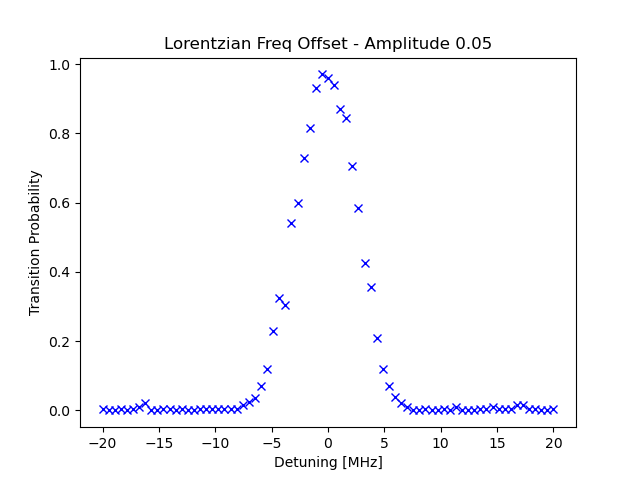 Lorentzian Freq Offset - Amplitude 0.05
Transition Probability
1.0
0.8
0.6
0.4
0.2
0.0
−20 −15 −10 −5 0 5 10 15 20
Detuning [MHz]